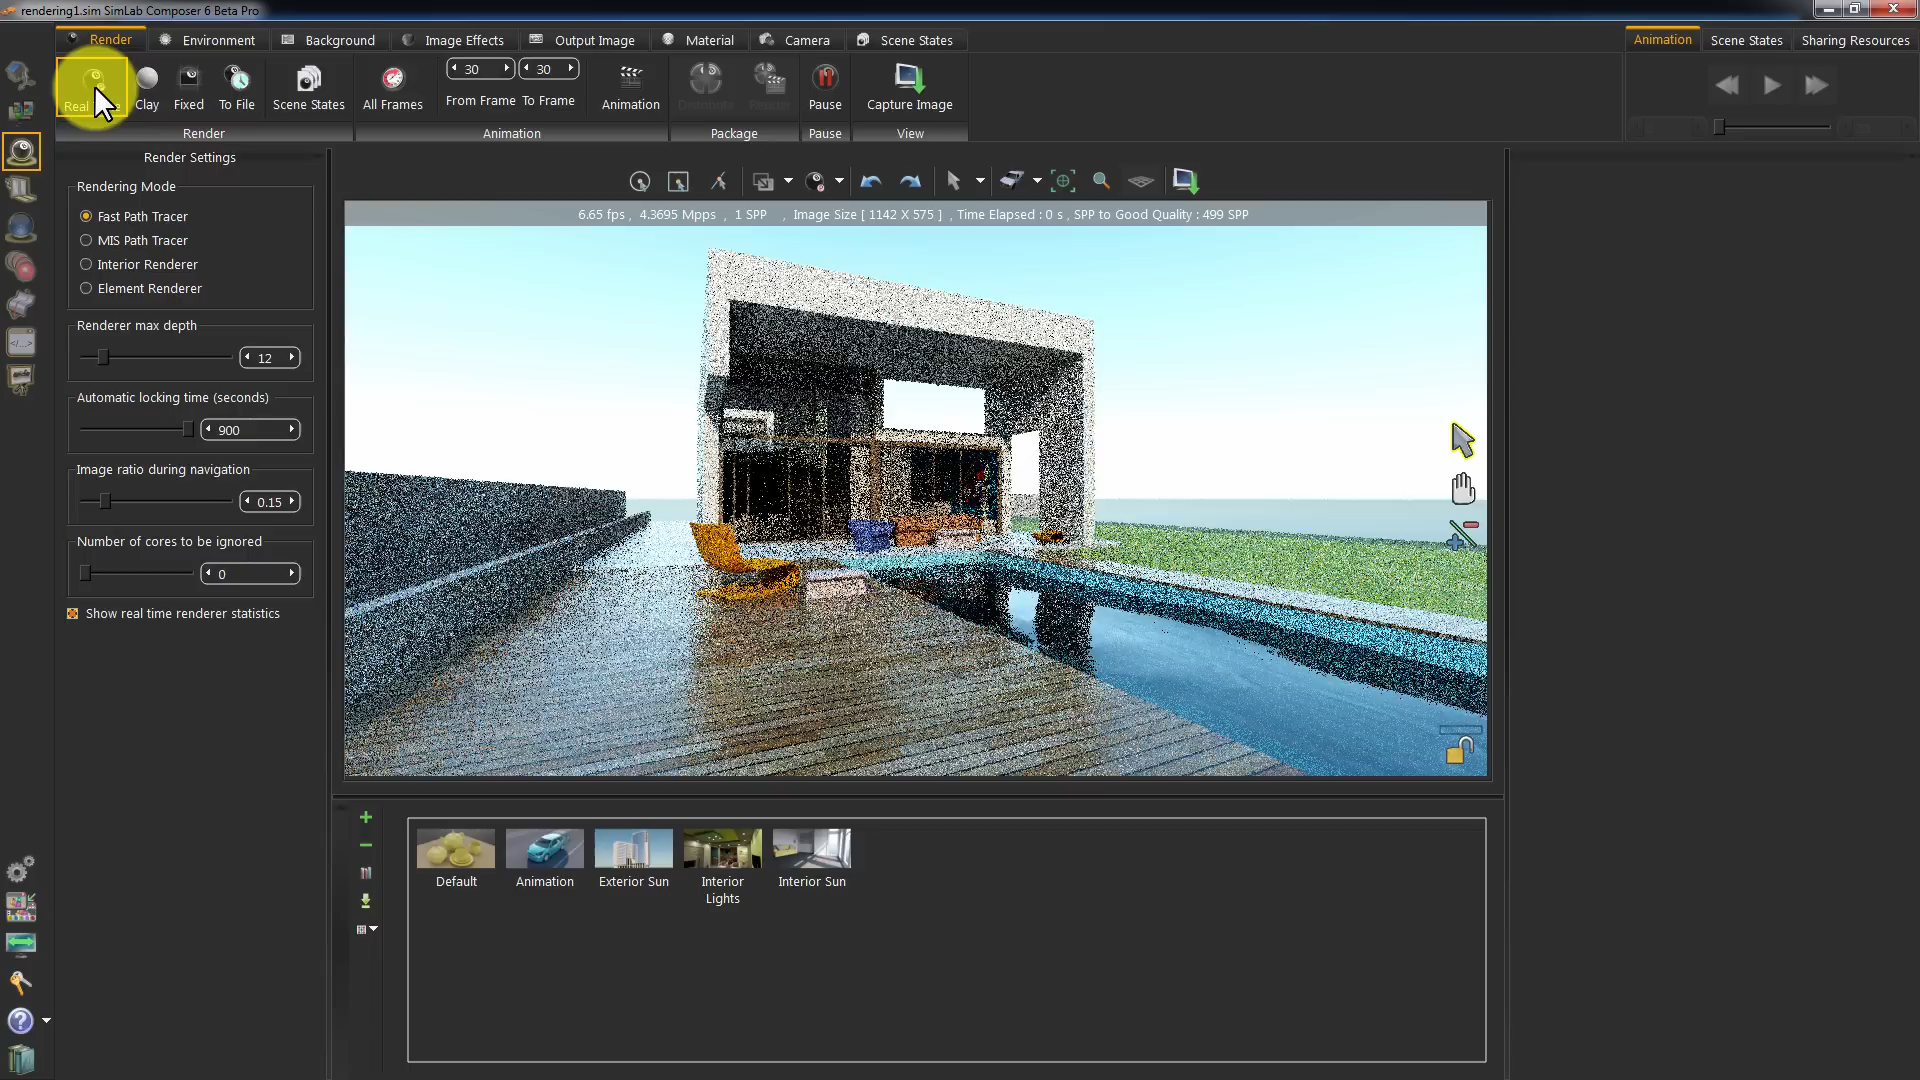 rendering1.sim SimLab Composer 6 Beta Pro
Render Environment Background Image Effects Output Image Material Camera Scene States
Animation Scene States Sharing Resources
Real Clay Fixed To File Scene States
All Frames
30 30
From Frame To Frame
Animation
Pause
Capture Image
Render Animation Package Pause View
Render Settings
Rendering Mode
Fast Path Tracer
MIS Path Tracer
Interior Renderer
Element Renderer
Renderer max depth
12
Automatic locking time (seconds)
900
Image ratio during navigation
0.15
Number of cores to be ignored
0
Show real time renderer statistics
6.65 fps , 4.3695 Mpps , 1 SPP , Image Size [ 1142 X 575 ] , Time Elapsed : 0 s , SPP to Good Quality : 499 SPP
Default Animation Exterior Sun Interior Lights Interior Sun